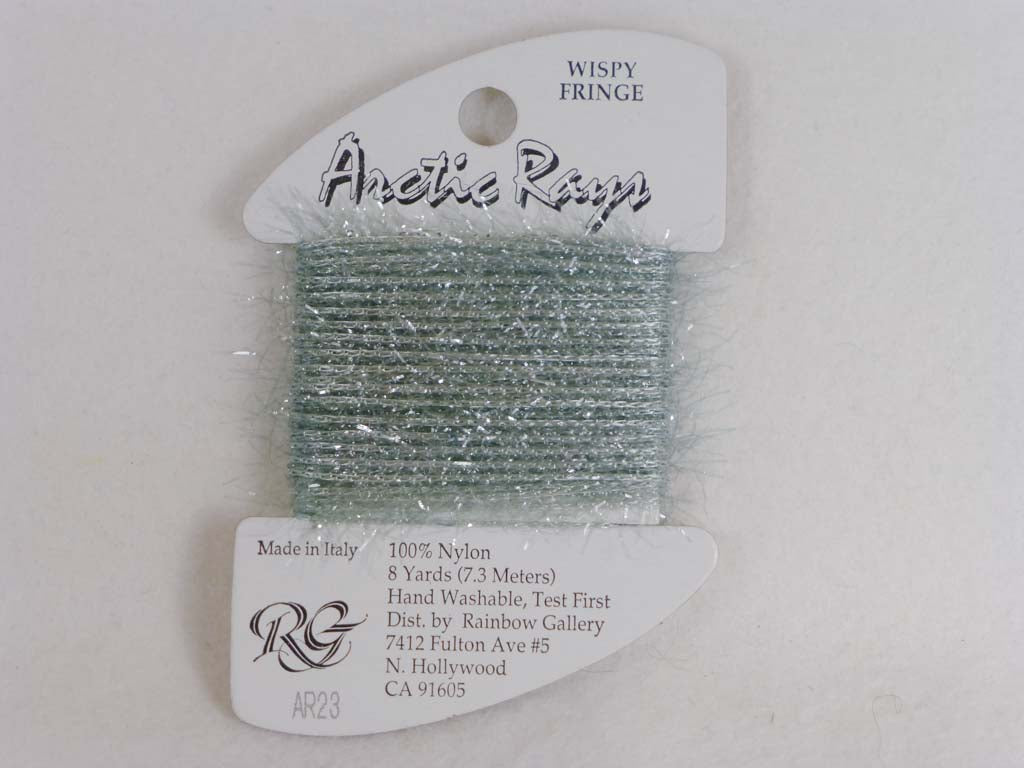 WISPY
FRINGE
Arctic Rays
Made in Italy
RG
AR23
100% Nylon
8 Yards (7.3 Meters)
Hand Washable, Test First
Dist. by Rainbow Gallery
7412 Fulton Ave #5
N. Hollywood
CA 91605